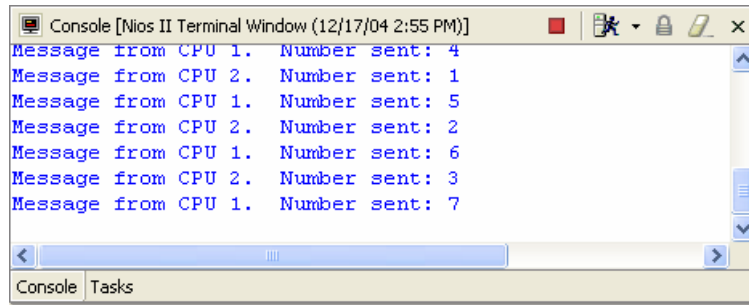 Console [Nios II Terminal Window (12/17/04 2:55 PM)]
Message from CPU 1.  Number sent: 4
Message from CPU 2.  Number sent: 1
Message from CPU 1.  Number sent: 5
Message from CPU 2.  Number sent: 2
Message from CPU 1.  Number sent: 6
Message from CPU 2.  Number sent: 3
Message from CPU 1.  Number sent: 7
Console Tasks